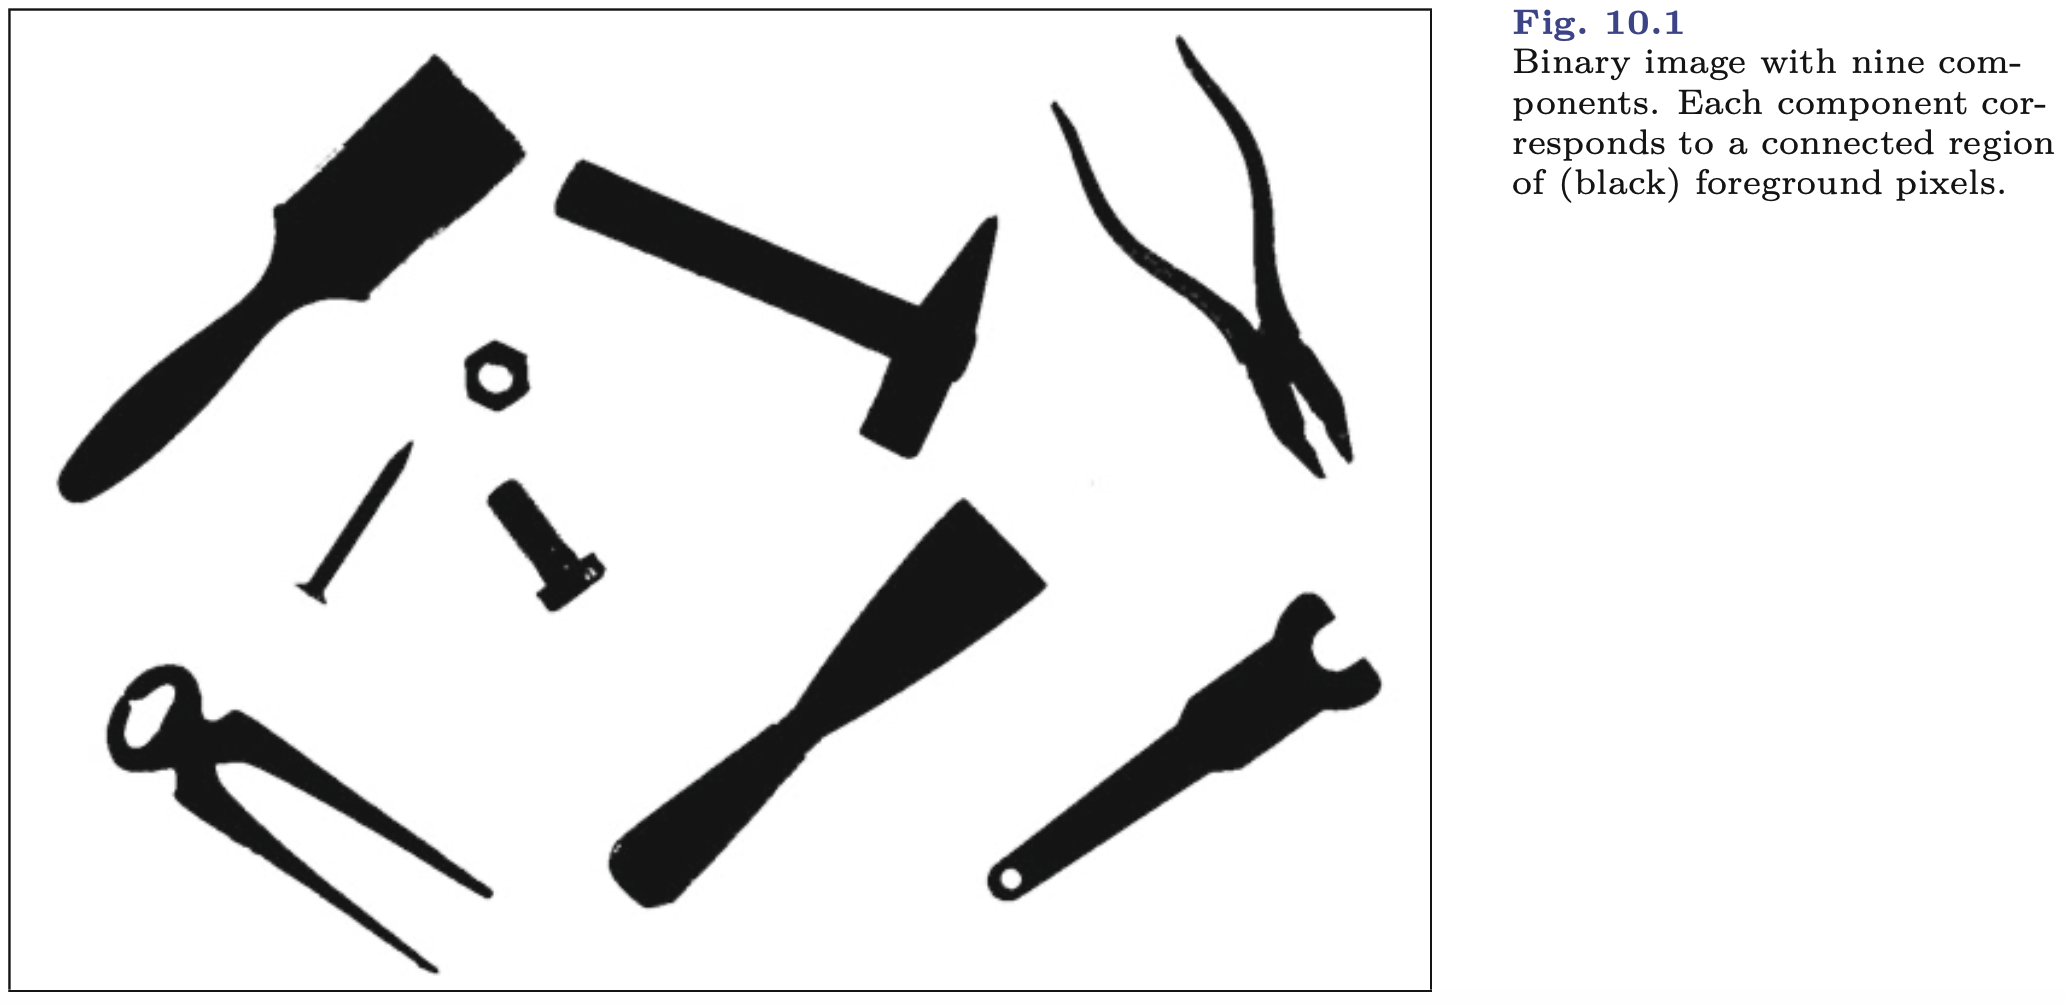 Fig. 10.1
Binary image with nine com-
ponents. Each component cor-
responds to a connected region
of (black) foreground pixels.